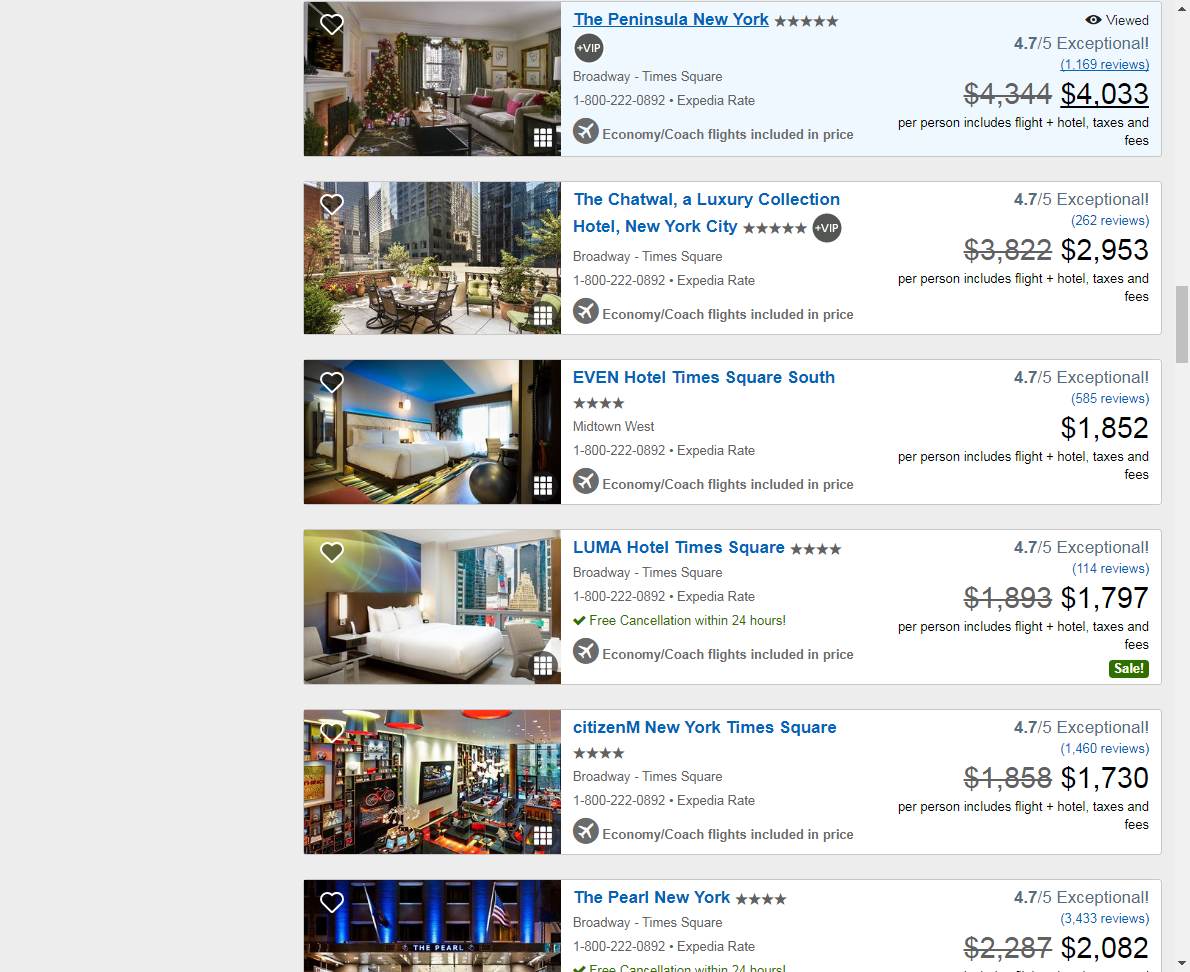 The Peninsula New York
Viewed
+VIP
4.7/5 Exceptional!
(1,169 reviews)
Broadway - Times Square
$4,344 $4,033
1-800-222-0892 • Expedia Rate
per person includes flight + hotel, taxes and
fees
Economy/Coach flights included in price
The Chatwal, a Luxury Collection
Hotel, New York City +VIP
4.7/5 Exceptional!
(262 reviews)
Broadway - Times Square
$3,822 $2,953
1-800-222-0892 • Expedia Rate
per person includes flight + hotel, taxes and
fees
Economy/Coach flights included in price
EVEN Hotel Times Square South
4.7/5 Exceptional!
(585 reviews)
Midtown West
$1,852
1-800-222-0892 • Expedia Rate
per person includes flight + hotel, taxes and
fees
Economy/Coach flights included in price
LUMA Hotel Times Square
4.7/5 Exceptional!
(114 reviews)
Broadway - Times Square
$1,893 $1,797
1-800-222-0892 • Expedia Rate
Free Cancellation within 24 hours!
per person includes flight + hotel, taxes and
fees
Economy/Coach flights included in price
Sale!
citizenM New York Times Square
4.7/5 Exceptional!
(1,460 reviews)
Broadway - Times Square
$1,858 $1,730
1-800-222-0892 • Expedia Rate
per person includes flight + hotel, taxes and
fees
Economy/Coach flights included in price
THE PEARL
The Pearl New York
4.7/5 Exceptional!
(3,433 reviews)
Broadway - Times Square
$2,287 $2,082
1-800-222-0892 • Expedia Rate
Free Cancellation within 24 hours!